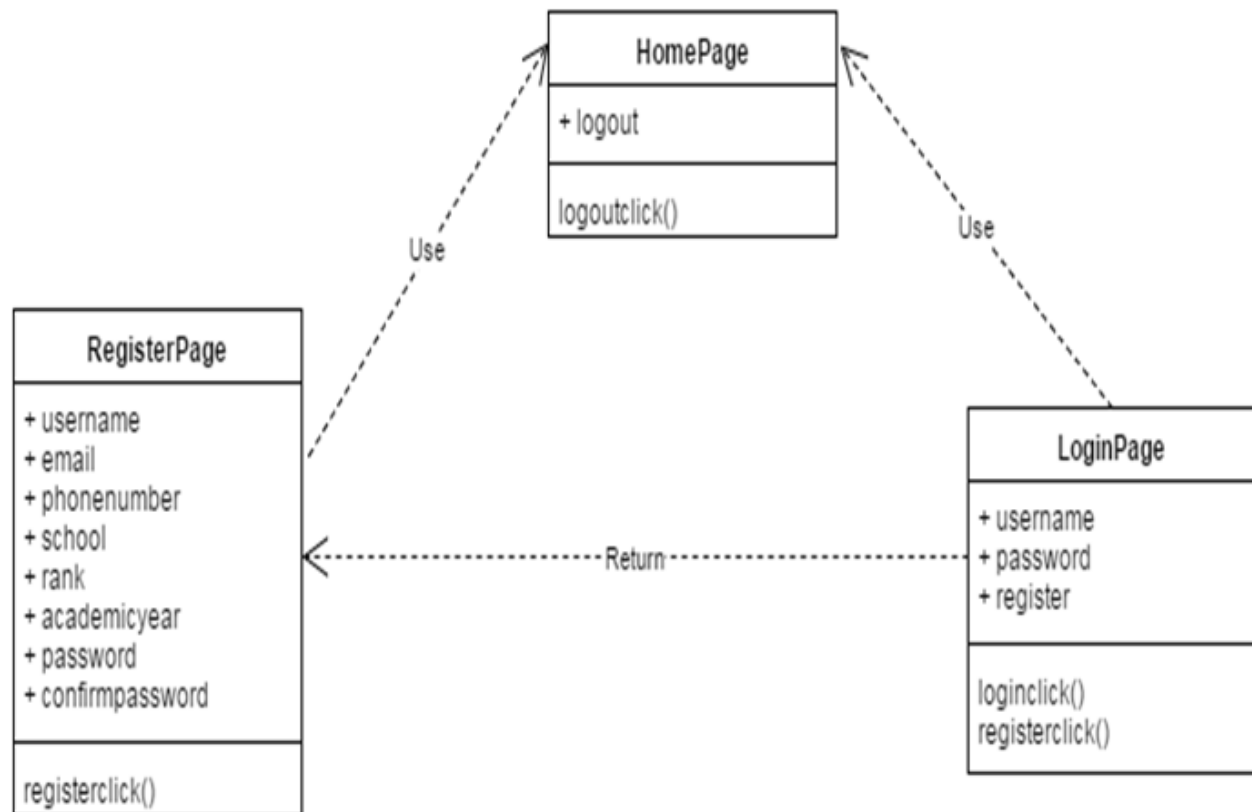 HomePage
+ logout
logoutclick()
Use
Use
RegisterPage
+ username
+ email
+ phonenumber
+ school
+ rank
+ academicyear
+ password
+ confirmpassword
registerclick()
Return
LoginPage
+ username
+ password
+ register
loginclick()
registerclick()